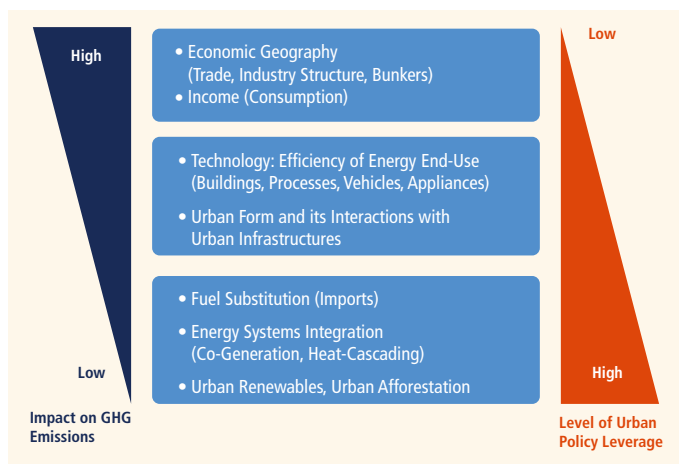 High
Low
• Economic Geography
(Trade, Industry Structure, Bunkers)
• Income (Consumption)
• Technology: Efficiency of Energy End-Use
(Buildings, Processes, Vehicles, Appliances)
• Urban Form and its Interactions with
Urban Infrastructures
• Fuel Substitution (Imports)
• Energy Systems Integration
(Co-Generation, Heat-Cascading)
• Urban Renewables, Urban Afforestation
Low
High
Impact on GHG
Emissions
Level of Urban
Policy Leverage